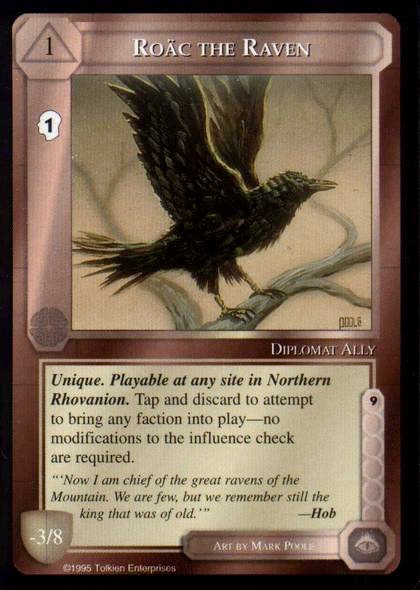 1
ROÄC THE RAVEN
1
POOLE
DIPLOMAT ALLY
Unique. Playable at any site in Northern
Rhovanion. Tap and discard to attempt
to bring any faction into play—no
modifications to the influence check
are required.
9
"'Now I am chief of the great ravens of the
Mountain. We are few, but we remember still the
king that was of old.'" —Hob
-3/8
ART BY MARK POOLE
©1995 Tolkien Enterprises